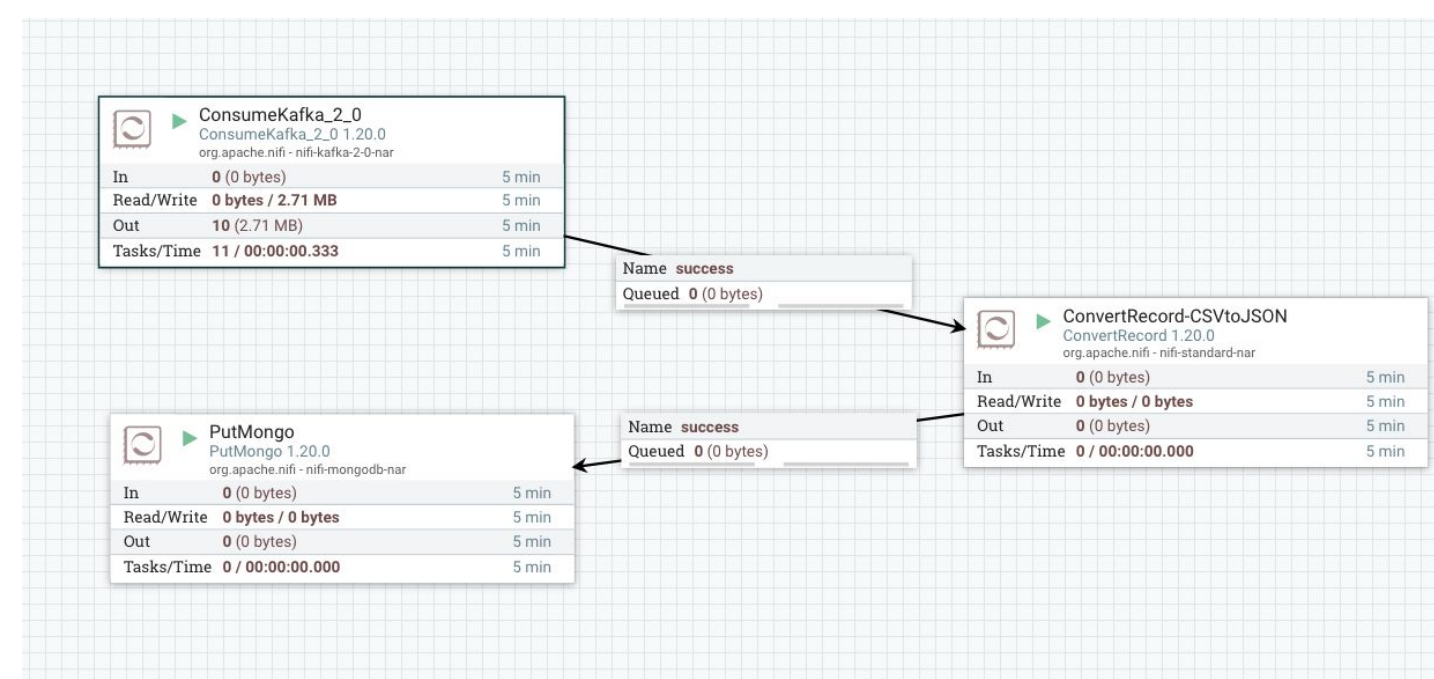 ConsumeKafka_2_0
ConsumeKafka_2_0 1.20.0
org.apache.nifi - nifi-kafka-2-0-nar
In 0 (0 bytes) 5 min
Read/Write 0 bytes / 2.71 MB 5 min
Out 10 (2.71 MB) 5 min
Tasks/Time 11 / 00:00:00.333 5 min
Name success
Queued 0 (0 bytes)
ConvertRecord-CSVtoJSON
ConvertRecord 1.20.0
org.apache.nifi - nifi-standard-nar
In 0 (0 bytes) 5 min
Read/Write 0 bytes / 0 bytes 5 min
Out 0 (0 bytes) 5 min
Tasks/Time 0 / 00:00:00.000 5 min
Name success
Queued 0 (0 bytes)
PutMongo
PutMongo 1.20.0
org.apache.nifi - nifi-mongodb-nar
In 0 (0 bytes) 5 min
Read/Write 0 bytes / 0 bytes 5 min
Out 0 (0 bytes) 5 min
Tasks/Time 0 / 00:00:00.000 5 min